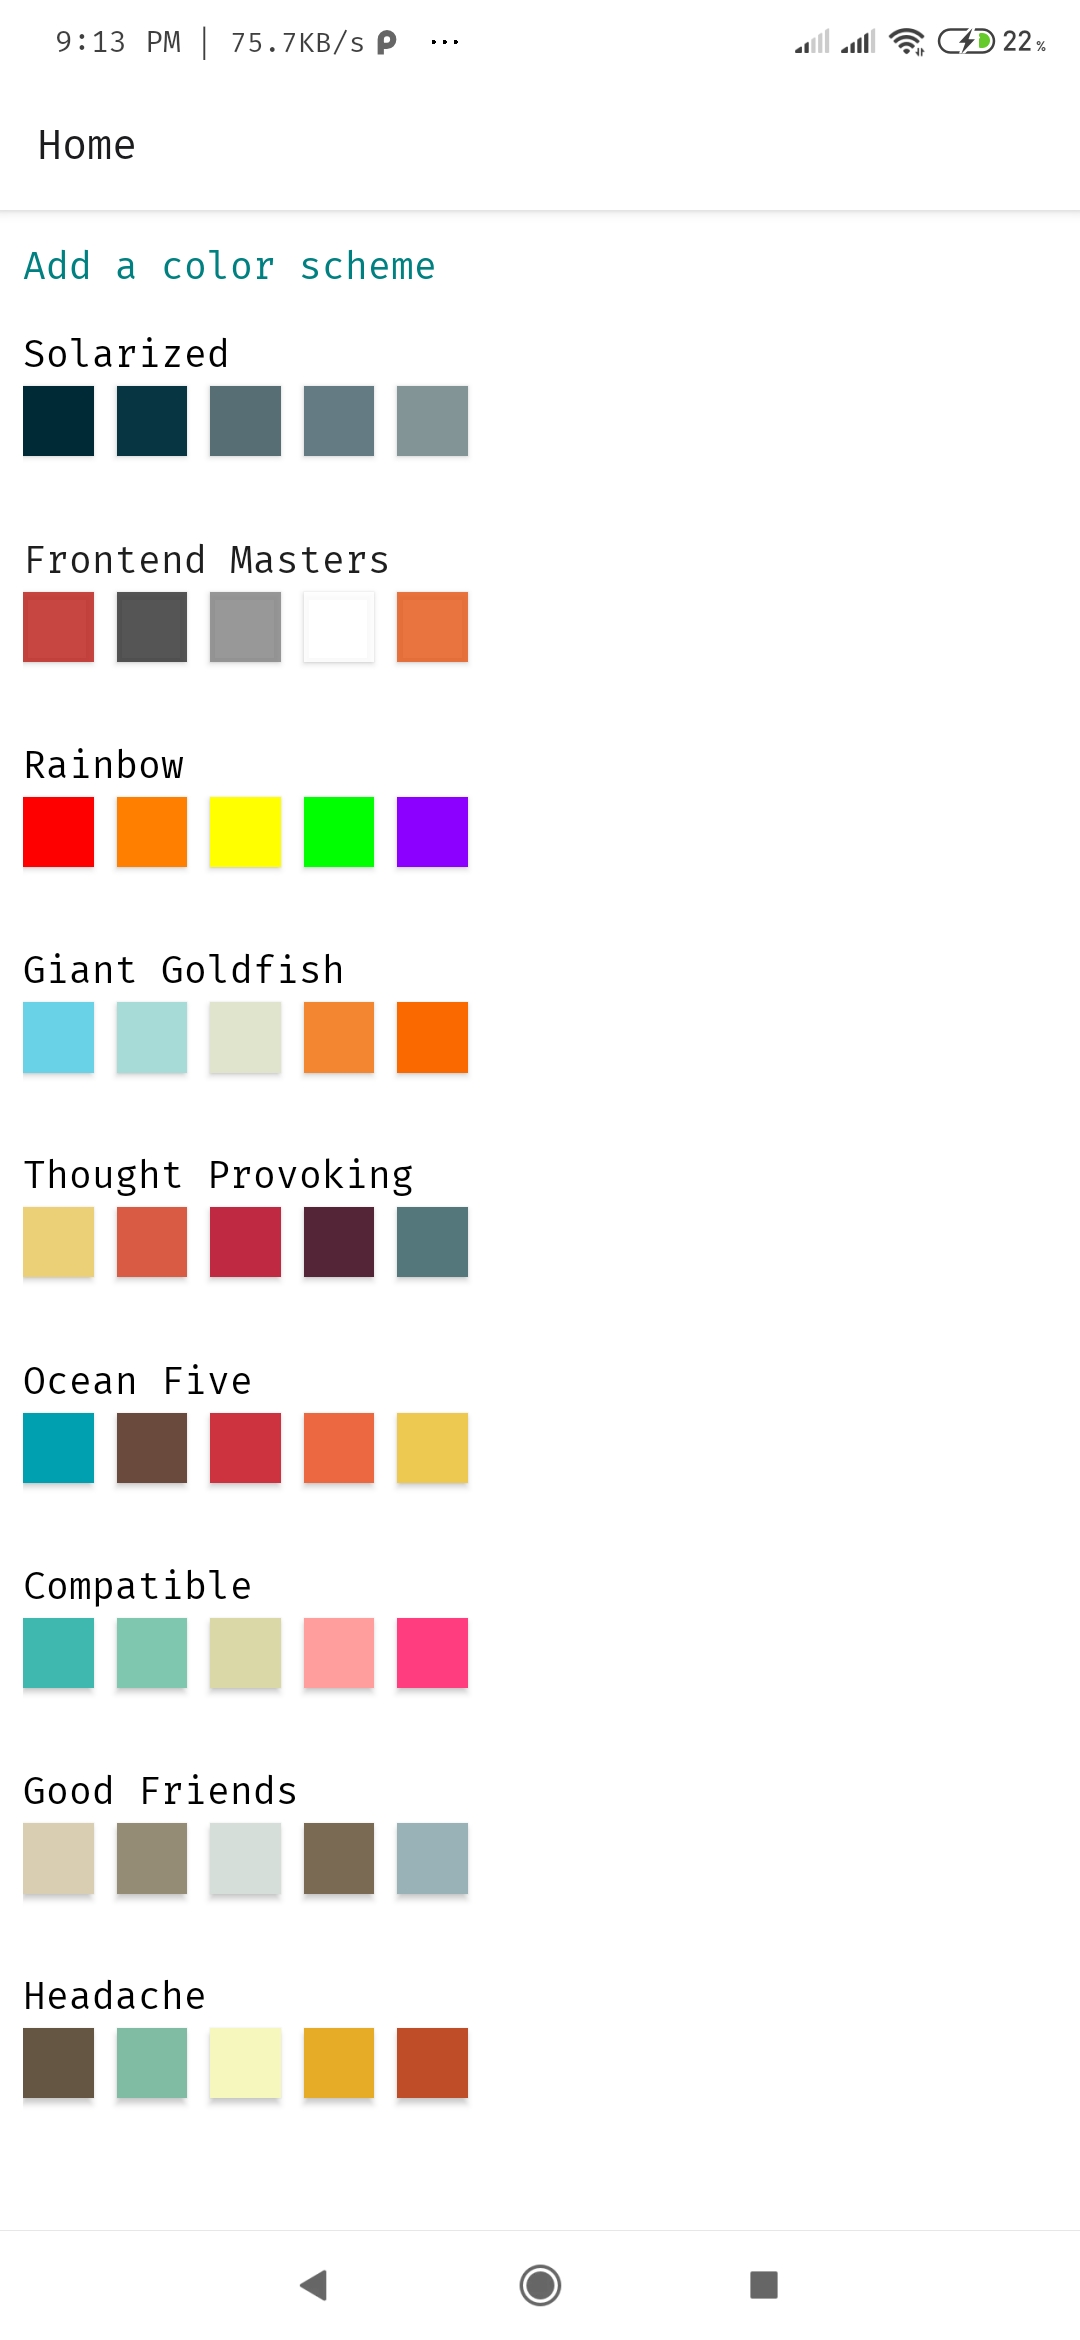 9:13 PM | 75.7KB/s ... 22%
Home
Add a color scheme
Solarized
Frontend Masters
Rainbow
Giant Goldfish
Thought Provoking
Ocean Five
Compatible
Good Friends
Headache